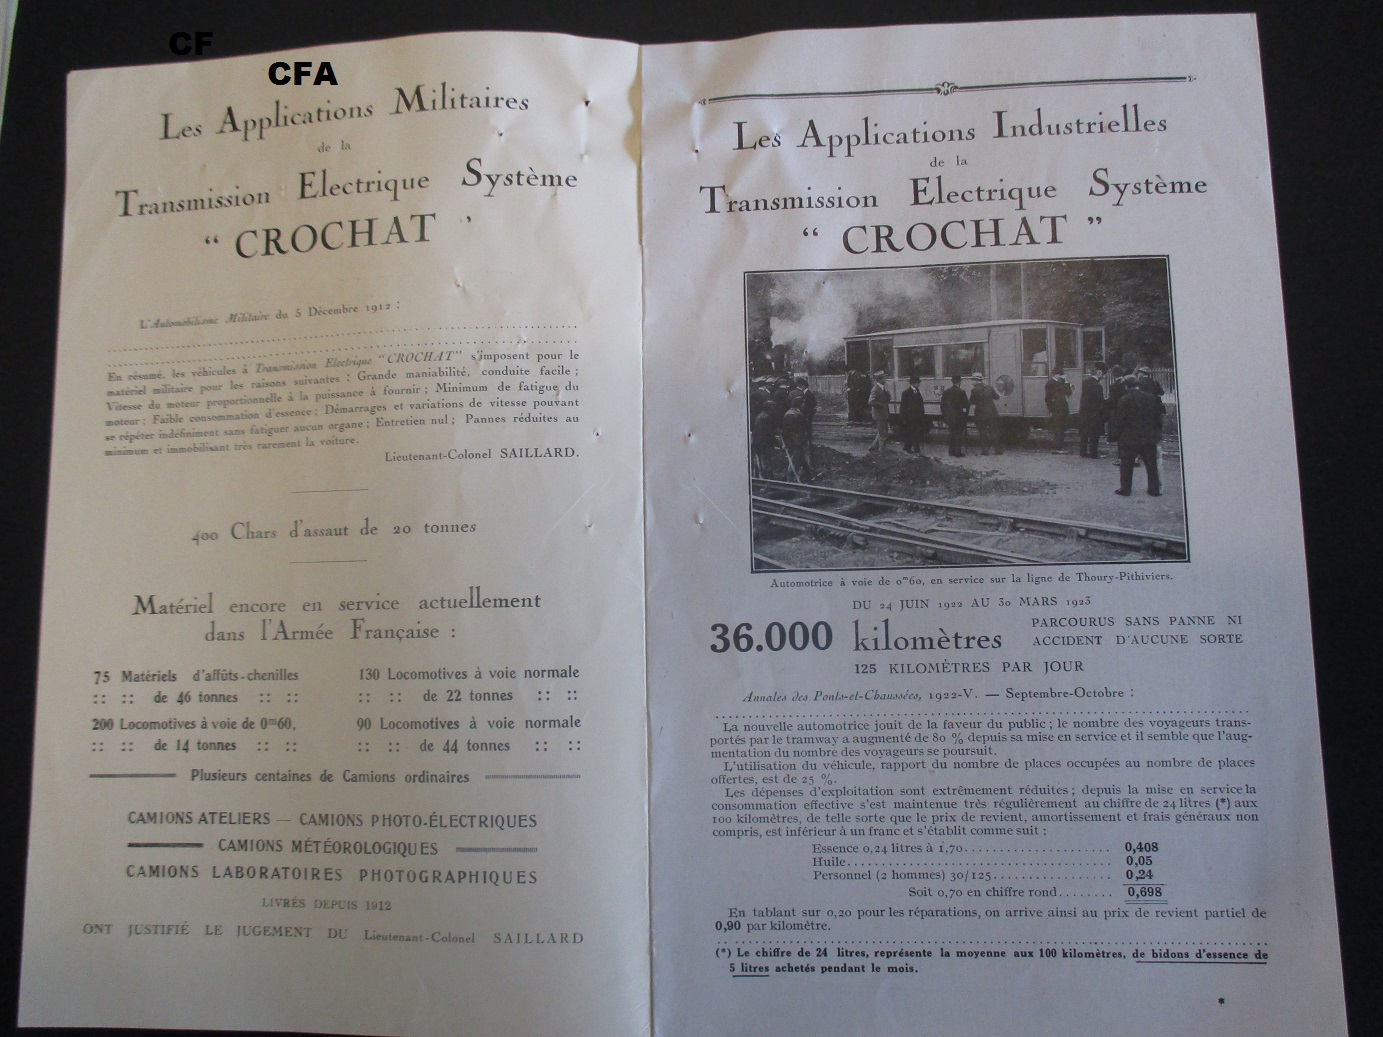 CF
CFA
Les Applications Militaires
de la
Transmission Electrique Système
“ CROCHAT ’
L'Automobilisme Militaire du 5 Décembre 1912 :
En résumé, les véhicules à Transmission Electrique “CROCHAT” s'imposent pour le
matériel militaire pour les raisons suivantes : Grande maniabilité, conduite facile ;
Vitesse du moteur proportionnelle à la puissance à fournir ; Minimum de fatigue du
moteur ; Faible consommation d'essence ; Démarrages et variations de vitesse pouvant
se répéter indéfiniment sans fatiguer aucun organe ; Entretien nul ; Pannes réduites au
minimum et immobilisant très rarement la voiture.
Lieutenant-Colonel SAILLARD.
400 Chars d'assaut de 20 tonnes
Matériel encore en service actuellement
dans l'Armée Française :
75 Matériels d'affûts-chenilles
:: :: de 46 tonnes :: ::
200 Locomotives à voie de 0m60,
:: :: de 14 tonnes :: ::
130 Locomotives à voie normale
:: :: de 22 tonnes :: ::
90 Locomotives à voie normale
:: :: de 44 tonnes :: ::
Plusieurs centaines de Camions ordinaires
CAMIONS ATELIERS — CAMIONS PHOTO-ÉLECTRIQUES
CAMIONS MÉTÉOROLOGIQUES
CAMIONS LABORATOIRES PHOTOGRAPHIQUES
LIVRÉS DEPUIS 1912
ONT JUSTIFIÉ LE JUGEMENT DU Lieutenant-Colonel SAILLARD
Les Applications Industrielles
de la
Transmission Electrique Système
“ CROCHAT ”
Automotrice à voie de 0m60, en service sur la ligne de Thoury-Pithiviers.
DU 24 JUIN 1922 AU 30 MARS 1923
36.000 kilomètres PARCOURUS SANS PANNE NI
ACCIDENT D'AUCUNE SORTE
125 KILOMÉTRES PAR JOUR
Annales des Ponts-et-Chaussées, 1922-V. — Septembre-Octobre :
La nouvelle automotrice jouit de la faveur du public ; le nombre des voyageurs trans-
portés par le tramway a augmenté de 80 % depuis sa mise en service et il semble que l'aug-
mentation du nombre des voyageurs se poursuit.
L'utilisation du véhicule, rapport du nombre de places occupées au nombre de places
offertes, est de 25 %.
Les dépenses d'exploitation sont extrêmement réduites ; depuis la mise en service la
consommation effective s'est maintenue très régulièrement au chiffre de 24 litres (*) aux
100 kilomètres, de telle sorte que le prix de revient, amortissement et frais généraux non
compris, est inférieur à un franc et s'établit comme suit :
Essence 0,24 litres à 1,70.................. 0,408
Huile.................. 0,05
Personnel (2 hommes) 30/125.................. 0,24
Soit 0,70 en chiffre rond........ 0,698
En tablant sur 0,20 pour les réparations, on arrive ainsi au prix de revient partiel de
0,90 par kilomètre.
(*) Le chiffre de 24 litres, représente la moyenne aux 100 kilomètres, de bidons d'essence de
5 litres achetés pendant le mois.
*